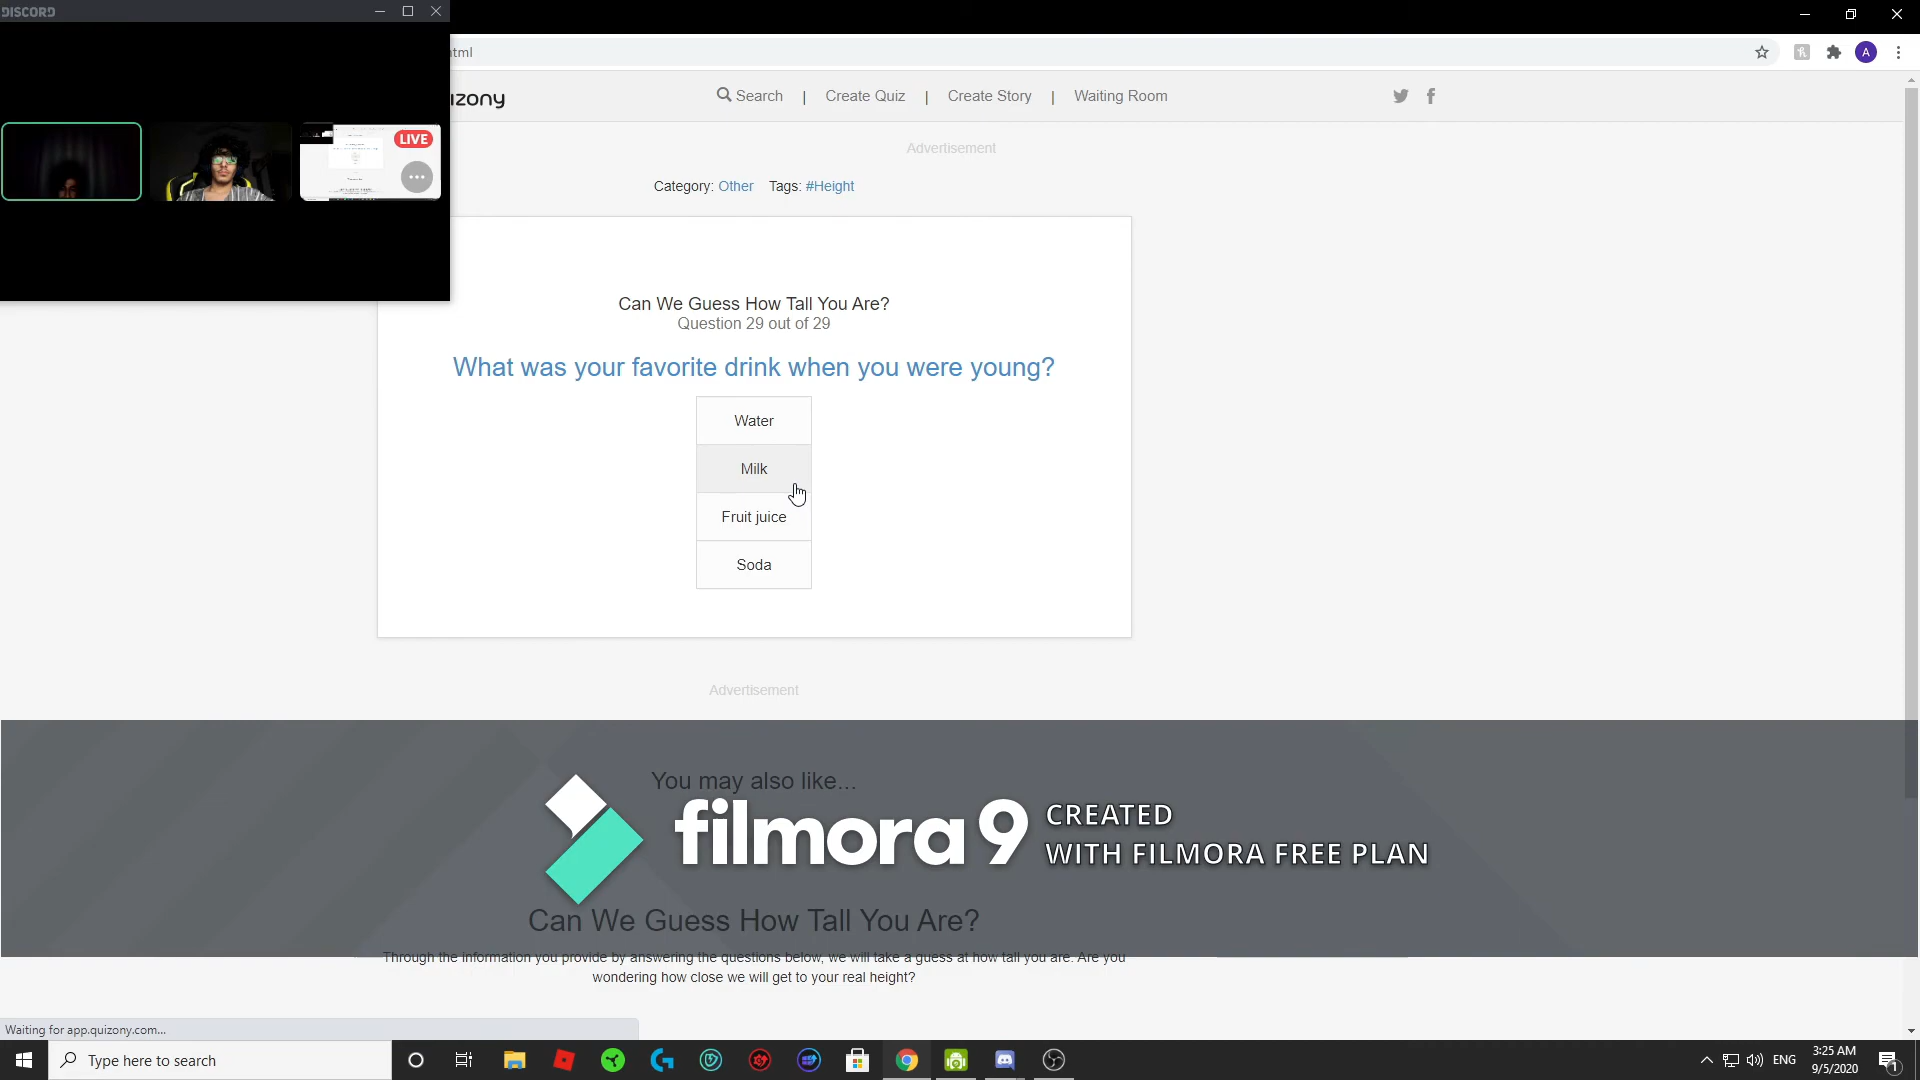 DISCORD
tml
izony
Search | Create Quiz | Create Story | Waiting Room
A
LIVE
Advertisement
Category: Other Tags: #Height
Can We Guess How Tall You Are?
Question 29 out of 29
What was your favorite drink when you were young?
Water
Milk
Fruit juice
Soda
Advertisement
You may also like...
filmora9 CREATED
WITH FILMORA FREE PLAN
Can We Guess How Tall You Are?
Through the information you provide by answering the questions below, we will take a guess at how tall you are. Are you
wondering how close we will get to your real height?
Waiting for app.quizony.com...
Type here to search
ENG
3:25 AM
9/5/2020
1